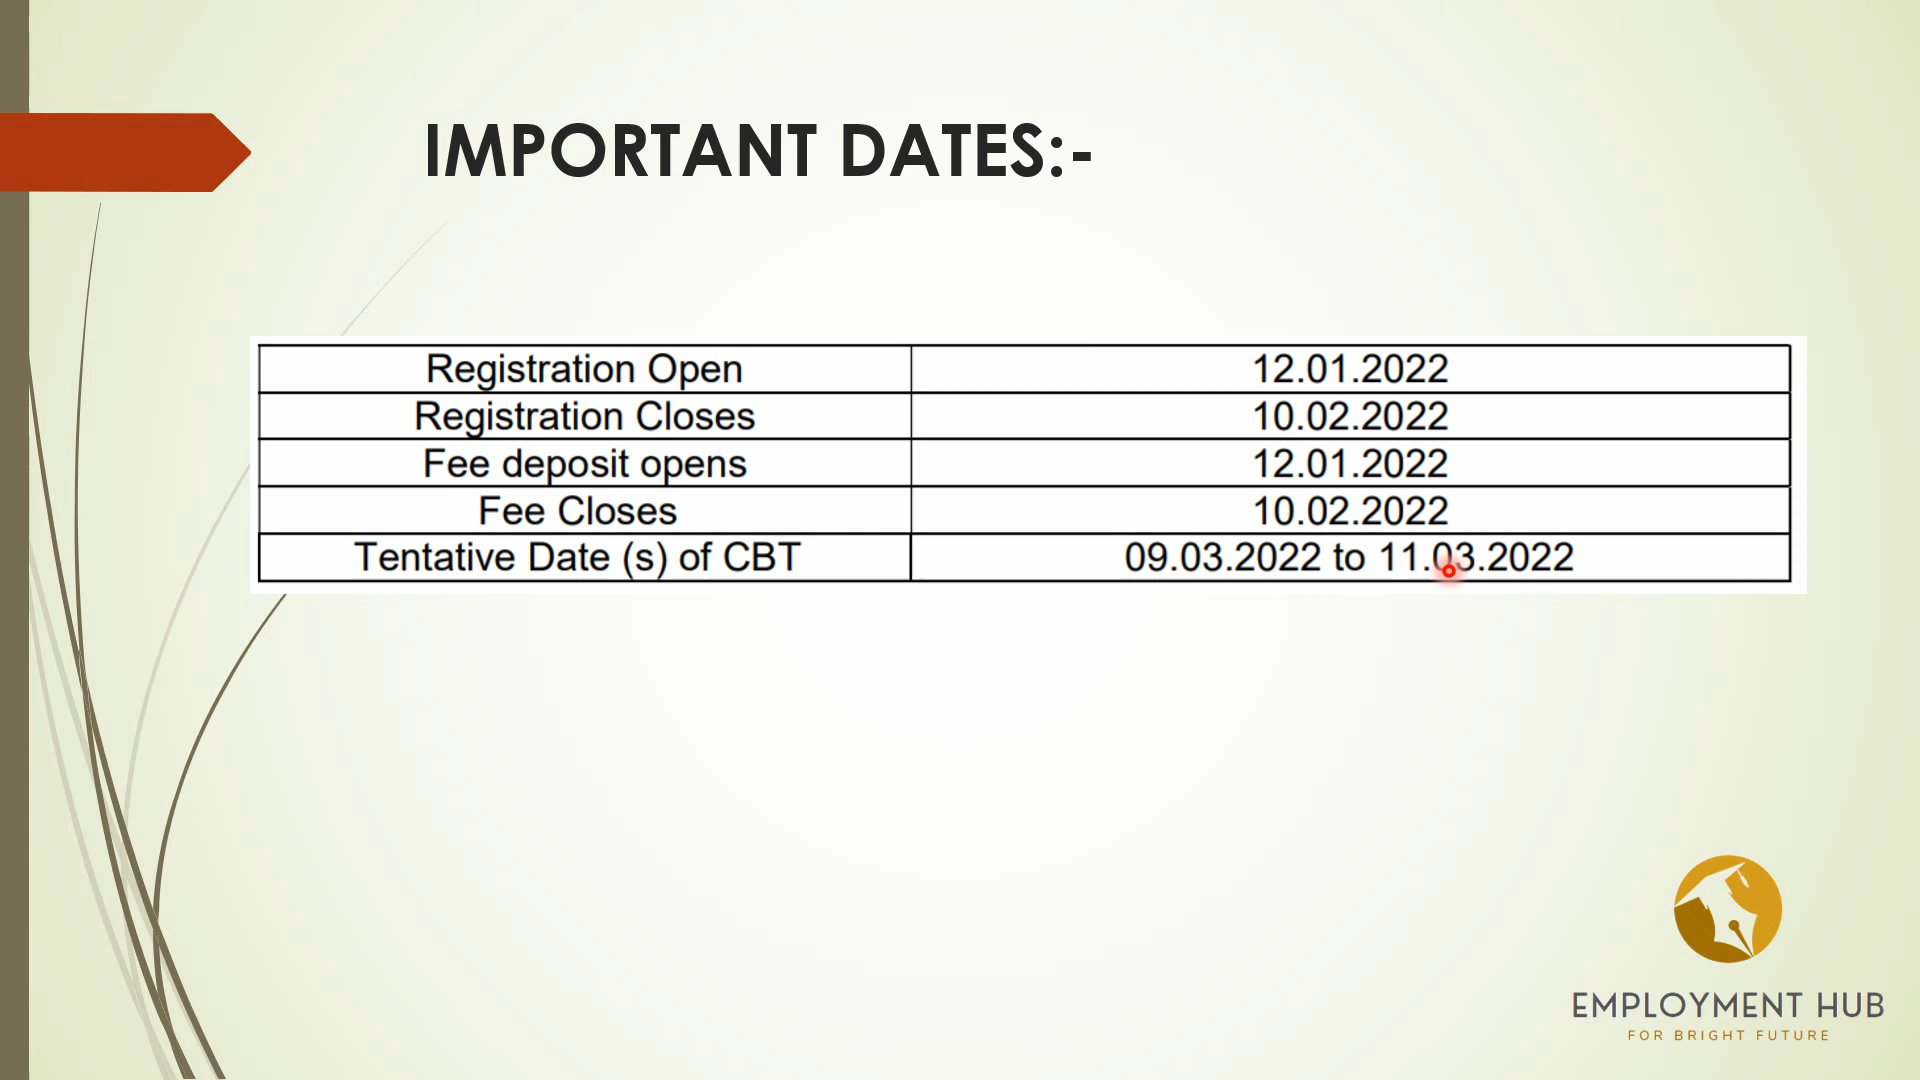 IMPORTANT DATES:-
Registration Open 12.01.2022
Registration Closes 10.02.2022
Fee deposit opens 12.01.2022
Fee Closes 10.02.2022
Tentative Date (s) of CBT 09.03.2022 to 11.03.2022
EMPLOYMENT HUB
FOR BRIGHT FUTURE